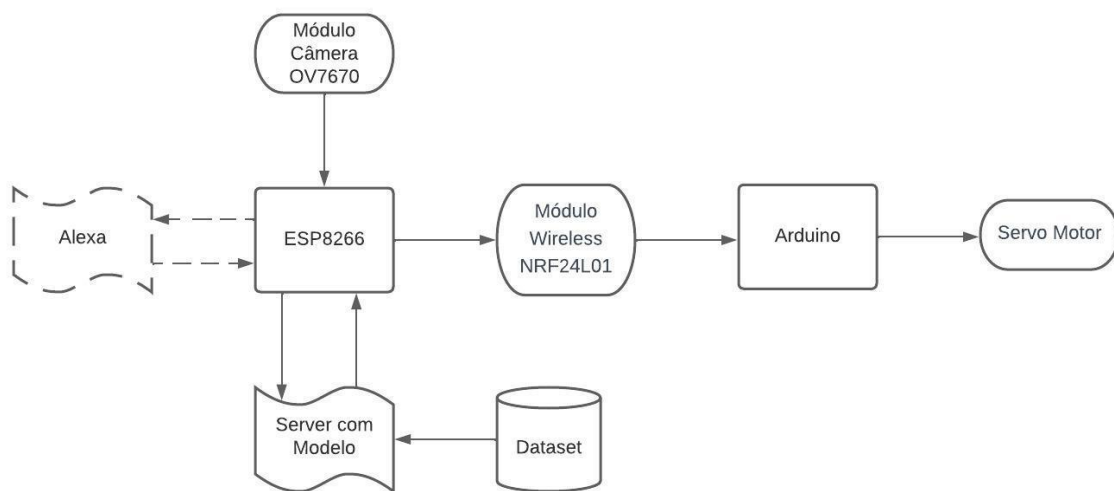 Módulo
Câmera
OV7670
Alexa
ESP8266
Módulo
Wireless
NRF24L01
Arduino
Servo Motor
Server com
Modelo
Dataset